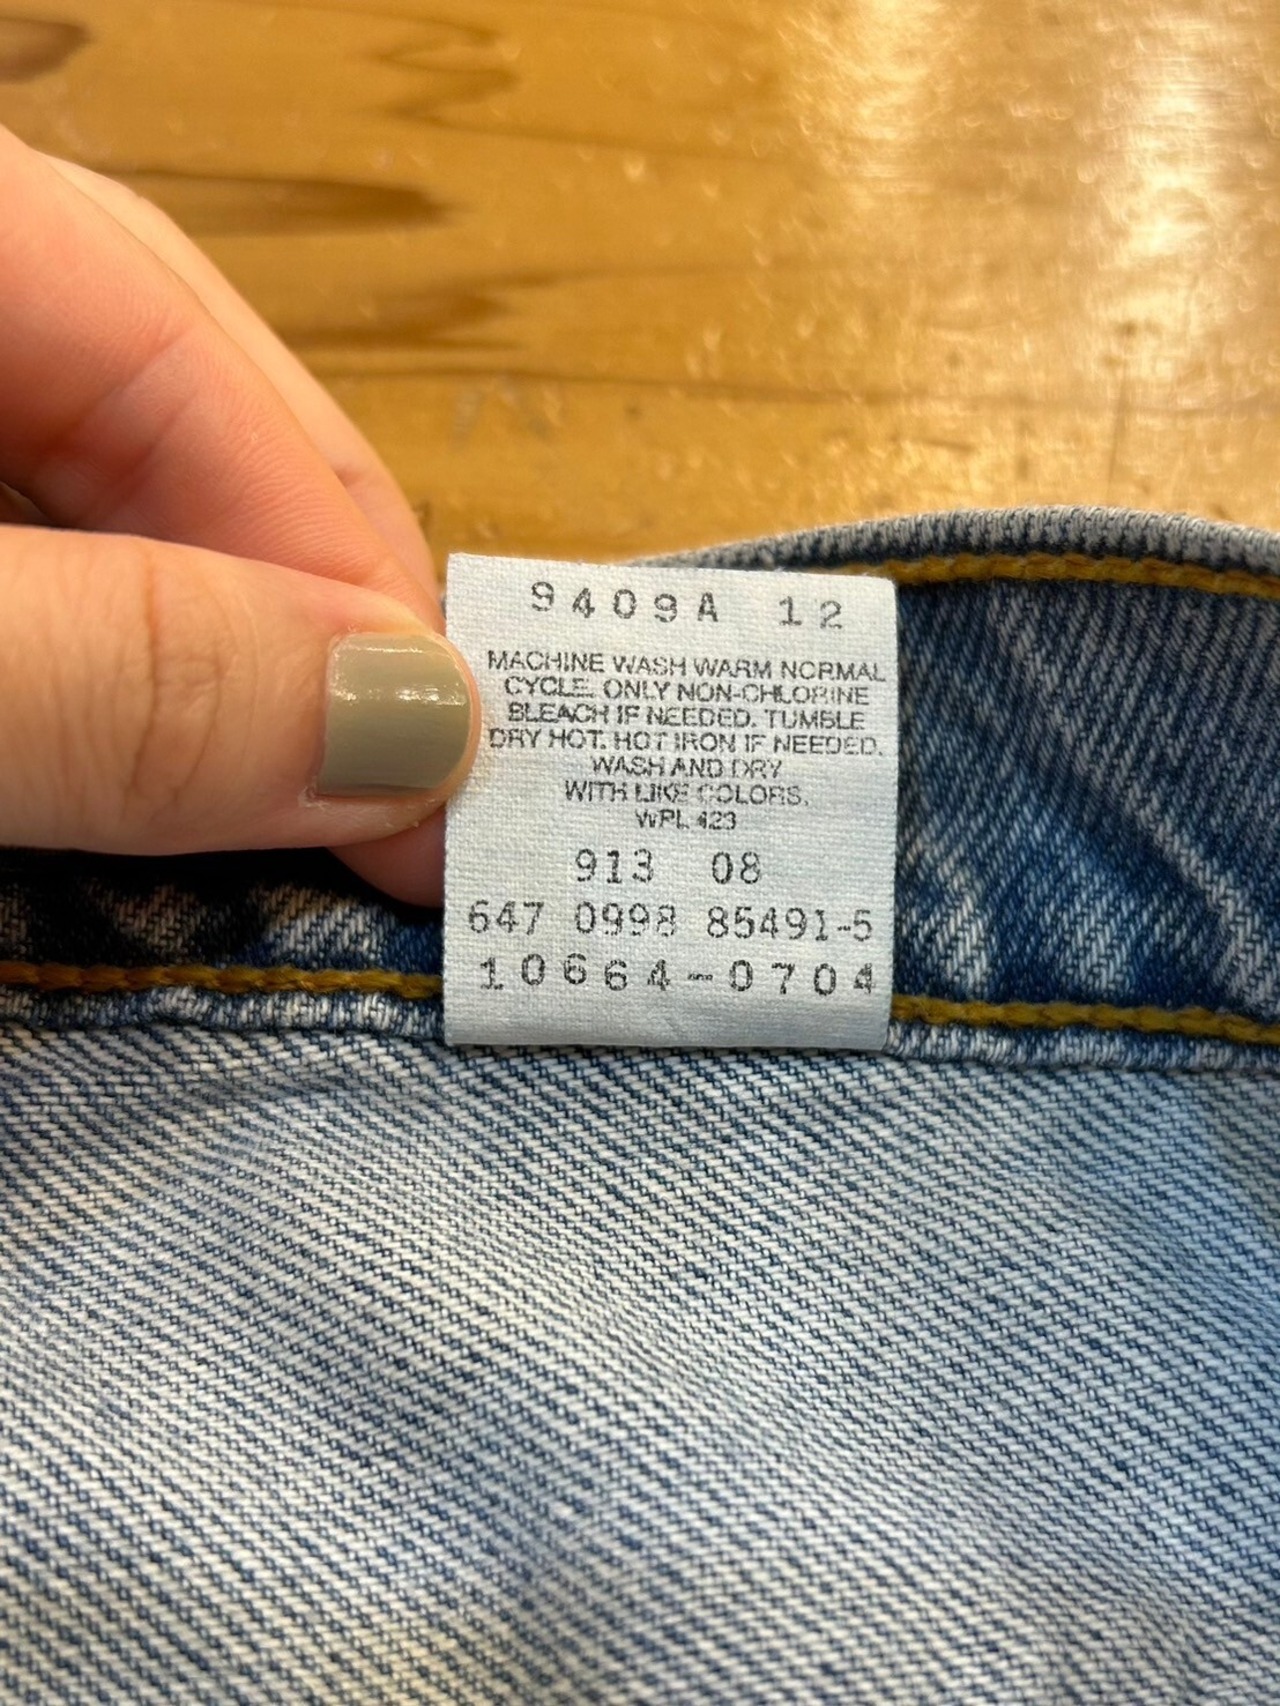 9409A 12
MACHINE WASH WARM NORMAL
CYCLE. ONLY NON-CHLORINE
BLEACH IF NEEDED. TUMBLE
DRY HOT. HOT IRON IF NEEDED.
WASH AND DRY
WITH LIKE COLORS.
WPL 423
913 08
647 0998 85491-5
10664-0704